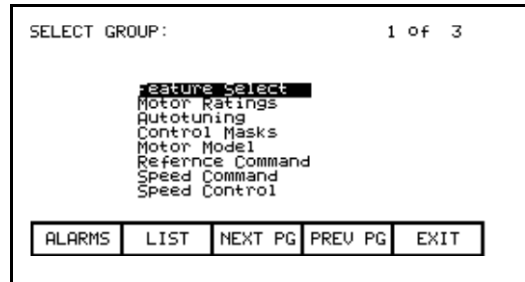 SELECT GROUP: 1 Of 3
Feature Select
Motor Ratings
Autotuning
Control Masks
Motor Model
Refernce Command
Speed Command
Speed Control
ALARMS LIST NEXT PG PREV PG EXIT